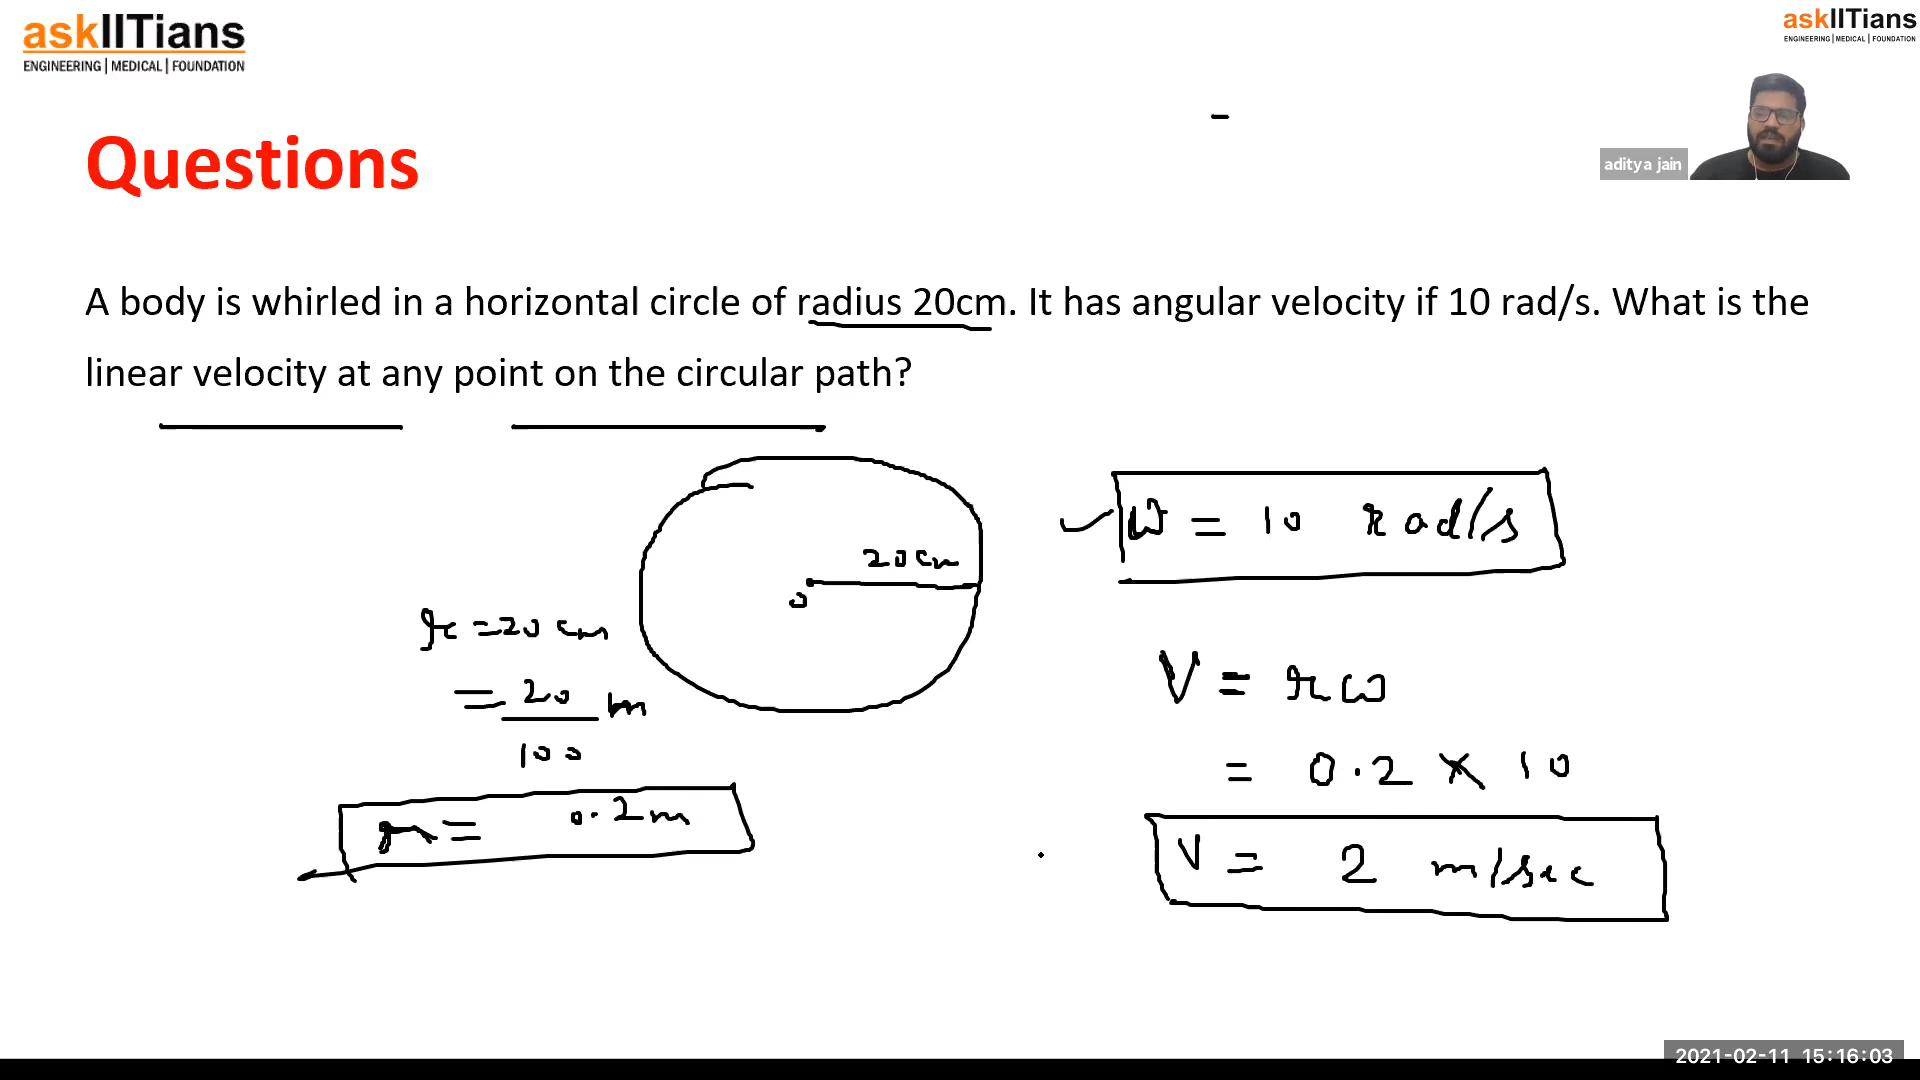 askIITians
ENGINEERING | MEDICAL | FOUNDATION
askIITians
ENGINEERING | MEDICAL | FOUNDATION
aditya jain
Questions
A body is whirled in a horizontal circle of radius 20cm. It has angular velocity if 10 rad/s. What is the
linear velocity at any point on the circular path?
20cm
0
ω = 10 rad/s
r = 20 cm
= 20/100 m
r = 0.2m
V = rω
= 0.2 × 10
V = 2 m/sec
2021-02-11 15:16:03